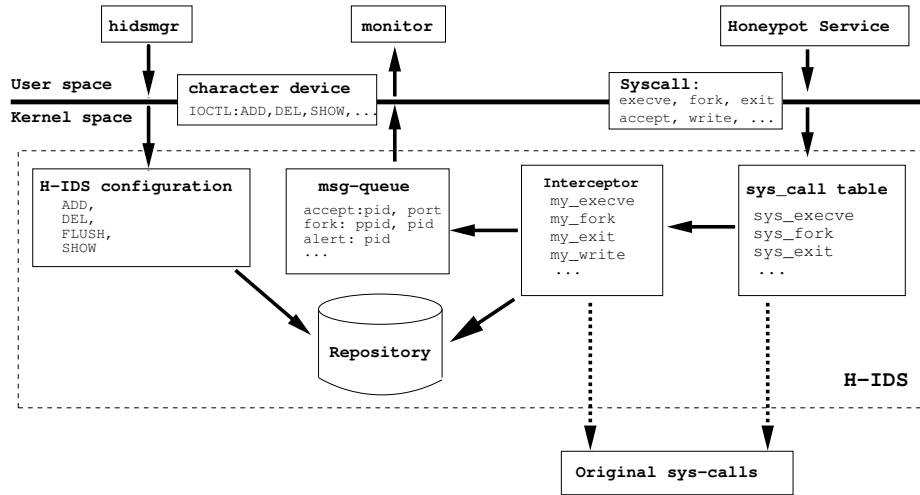 hidsmgr
monitor
Honeypot Service
User space
Kernel space
character device
IOCTL:ADD,DEL,SHOW,...
Syscall:
execve, fork, exit
accept, write, ...
H-IDS configuration
ADD,
DEL,
FLUSH,
SHOW
msg-queue
accept:pid, port
fork: ppid, pid
alert: pid
...
Interceptor
my_execve
my_fork
my_exit
my_write
...
sys_call table
sys_execve
sys_fork
sys_exit
...
Repository
H-IDS
Original sys-calls